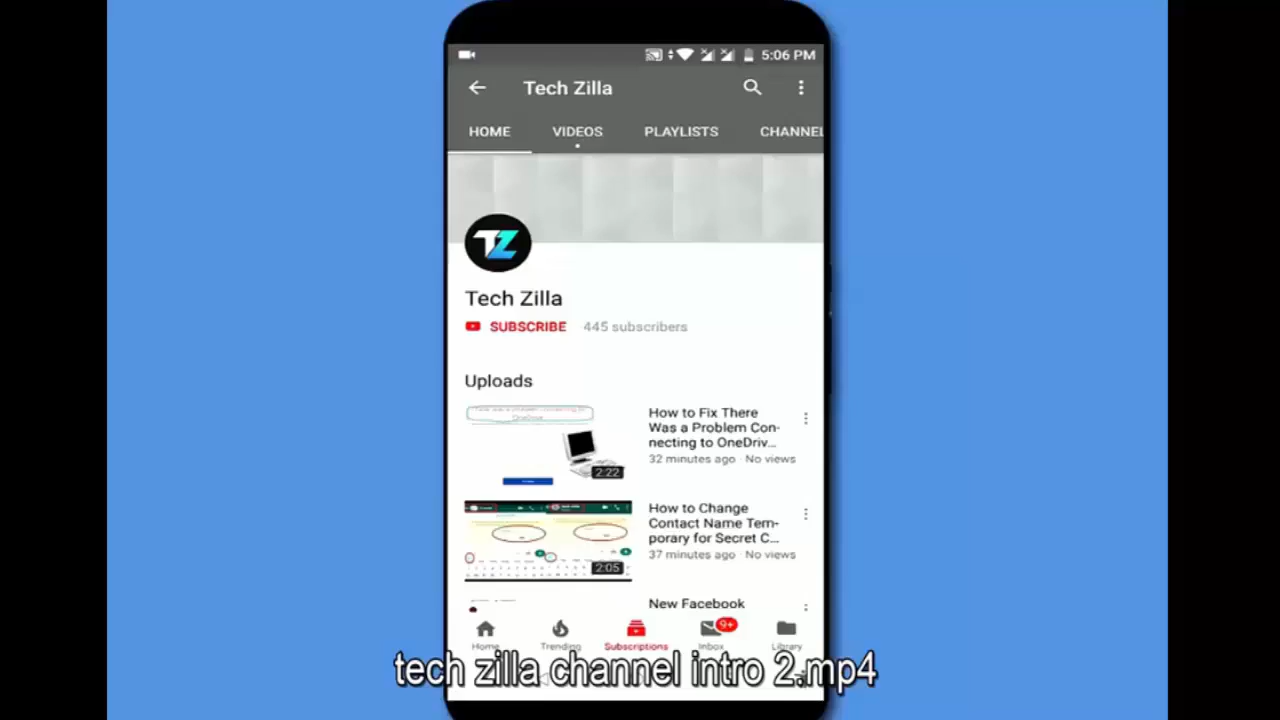 5:06 PM
Tech Zilla
HOME VIDEOS PLAYLISTS CHANNEL
TZ
Tech Zilla
SUBSCRIBE 445 subscribers
Uploads
How to Fix There
Was a Problem Con-
necting to OneDriv...
32 minutes ago · No views
2:22
How to Change
Contact Name Tem-
porary for Secret C...
37 minutes ago · No views
2:05
New Facebook
9+
Home Trending Subscriptions Inbox Library
tech zilla channel intro 2.mp4